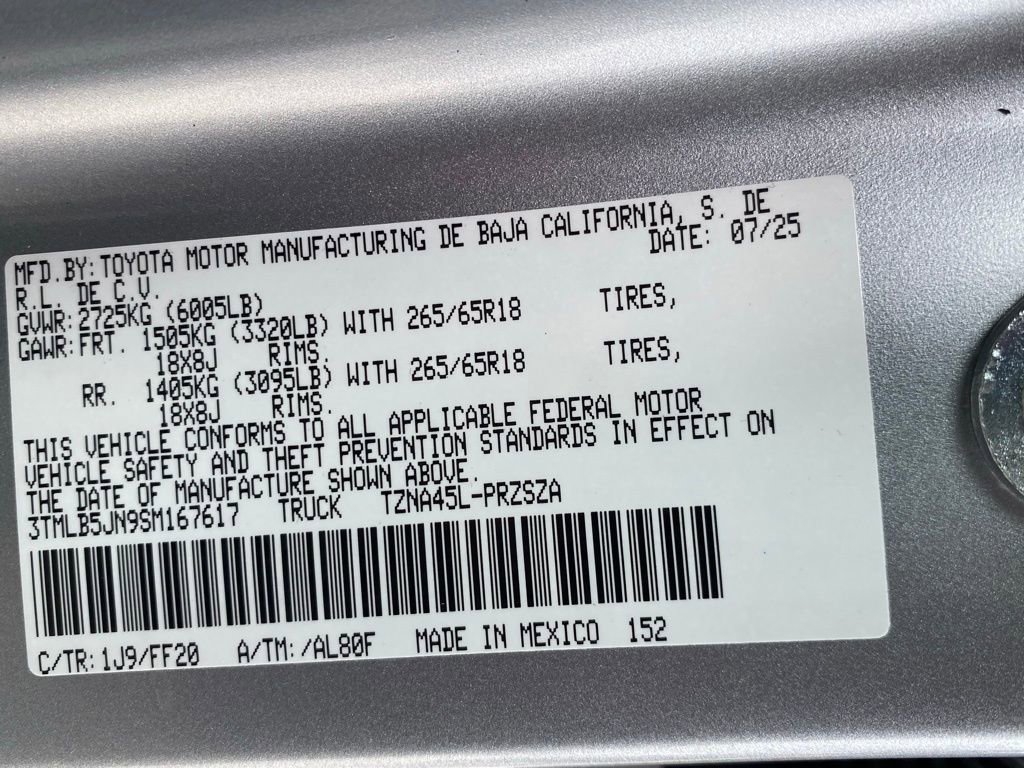 MFD.BY:TOYOTA MOTOR MANUFACTURING DE BAJA CALIFORNIA, S. DE
R.L. DE C.V. DATE: 07/25
GVWR:2725KG (6005LB)
GAWR:FRT. 1505KG (3320LB) WITH 265/65R18 TIRES,
18X8J RIMS.
RR. 1405KG (3095LB) WITH 265/65R18 TIRES,
18X8J RIMS.
THIS VEHICLE CONFORMS TO ALL APPLICABLE FEDERAL MOTOR
VEHICLE SAFETY AND THEFT PREVENTION STANDARDS IN EFFECT ON
THE DATE OF MANUFACTURE SHOWN ABOVE.
3TMLB5JN9SM167617 TRUCK TZNA45L-PRZSZA
C/TR:1J9/FF20 A/TM:/AL80F MADE IN MEXICO 152